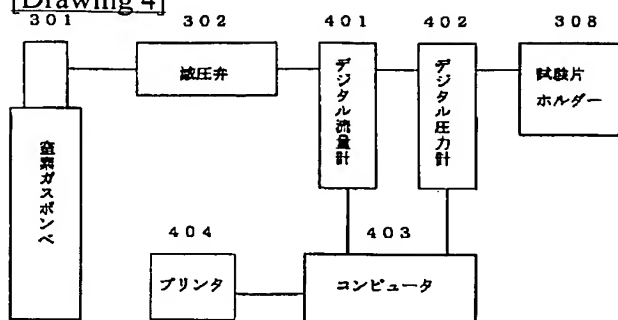 [Drawing 4]
301 302 401 402 308
減圧弁
デジタル流量計
デジタル圧力計
試験片
ホルダー
窒素ガスボンベ
404 403
プリンタ
コンピュータ